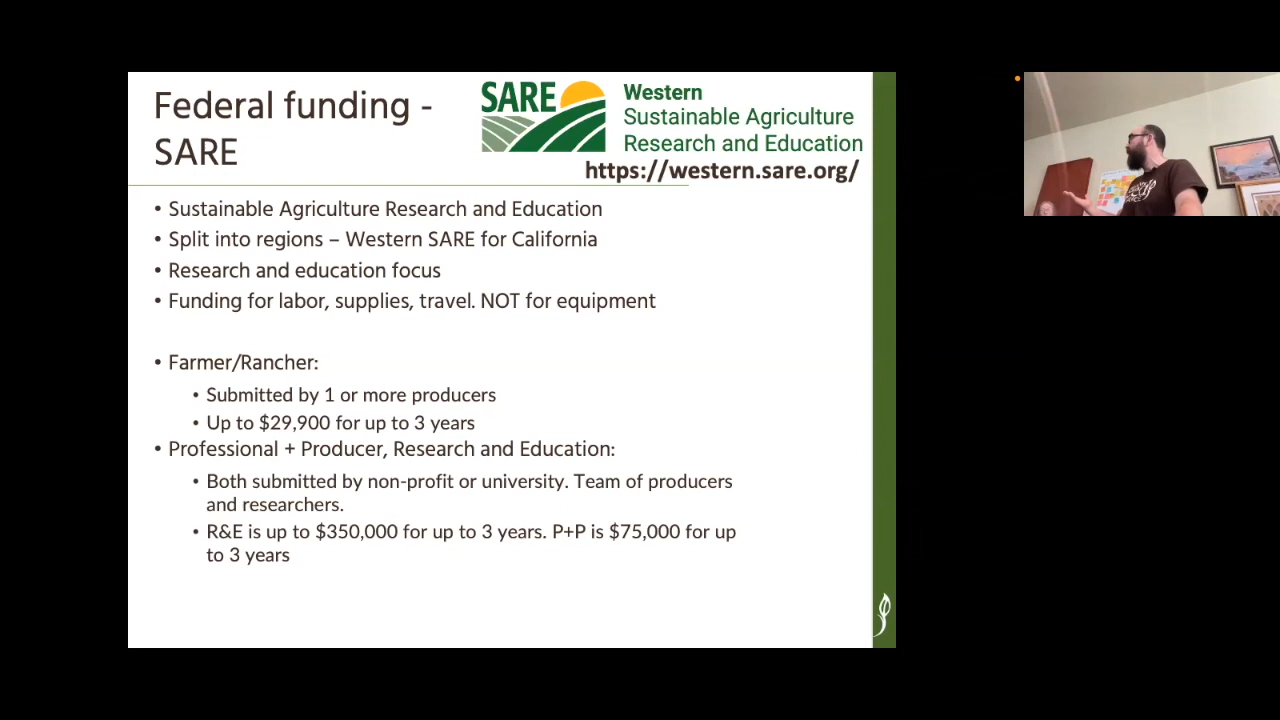 Federal funding -
SARE
SARE
Western
Sustainable Agriculture
Research and Education
https://western.sare.org/
• Sustainable Agriculture Research and Education
• Split into regions – Western SARE for California
• Research and education focus
• Funding for labor, supplies, travel. NOT for equipment
• Farmer/Rancher:
• Submitted by 1 or more producers
• Up to $29,900 for up to 3 years
• Professional + Producer, Research and Education:
• Both submitted by non-profit or university. Team of producers
and researchers.
• R&E is up to $350,000 for up to 3 years. P+P is $75,000 for up
to 3 years